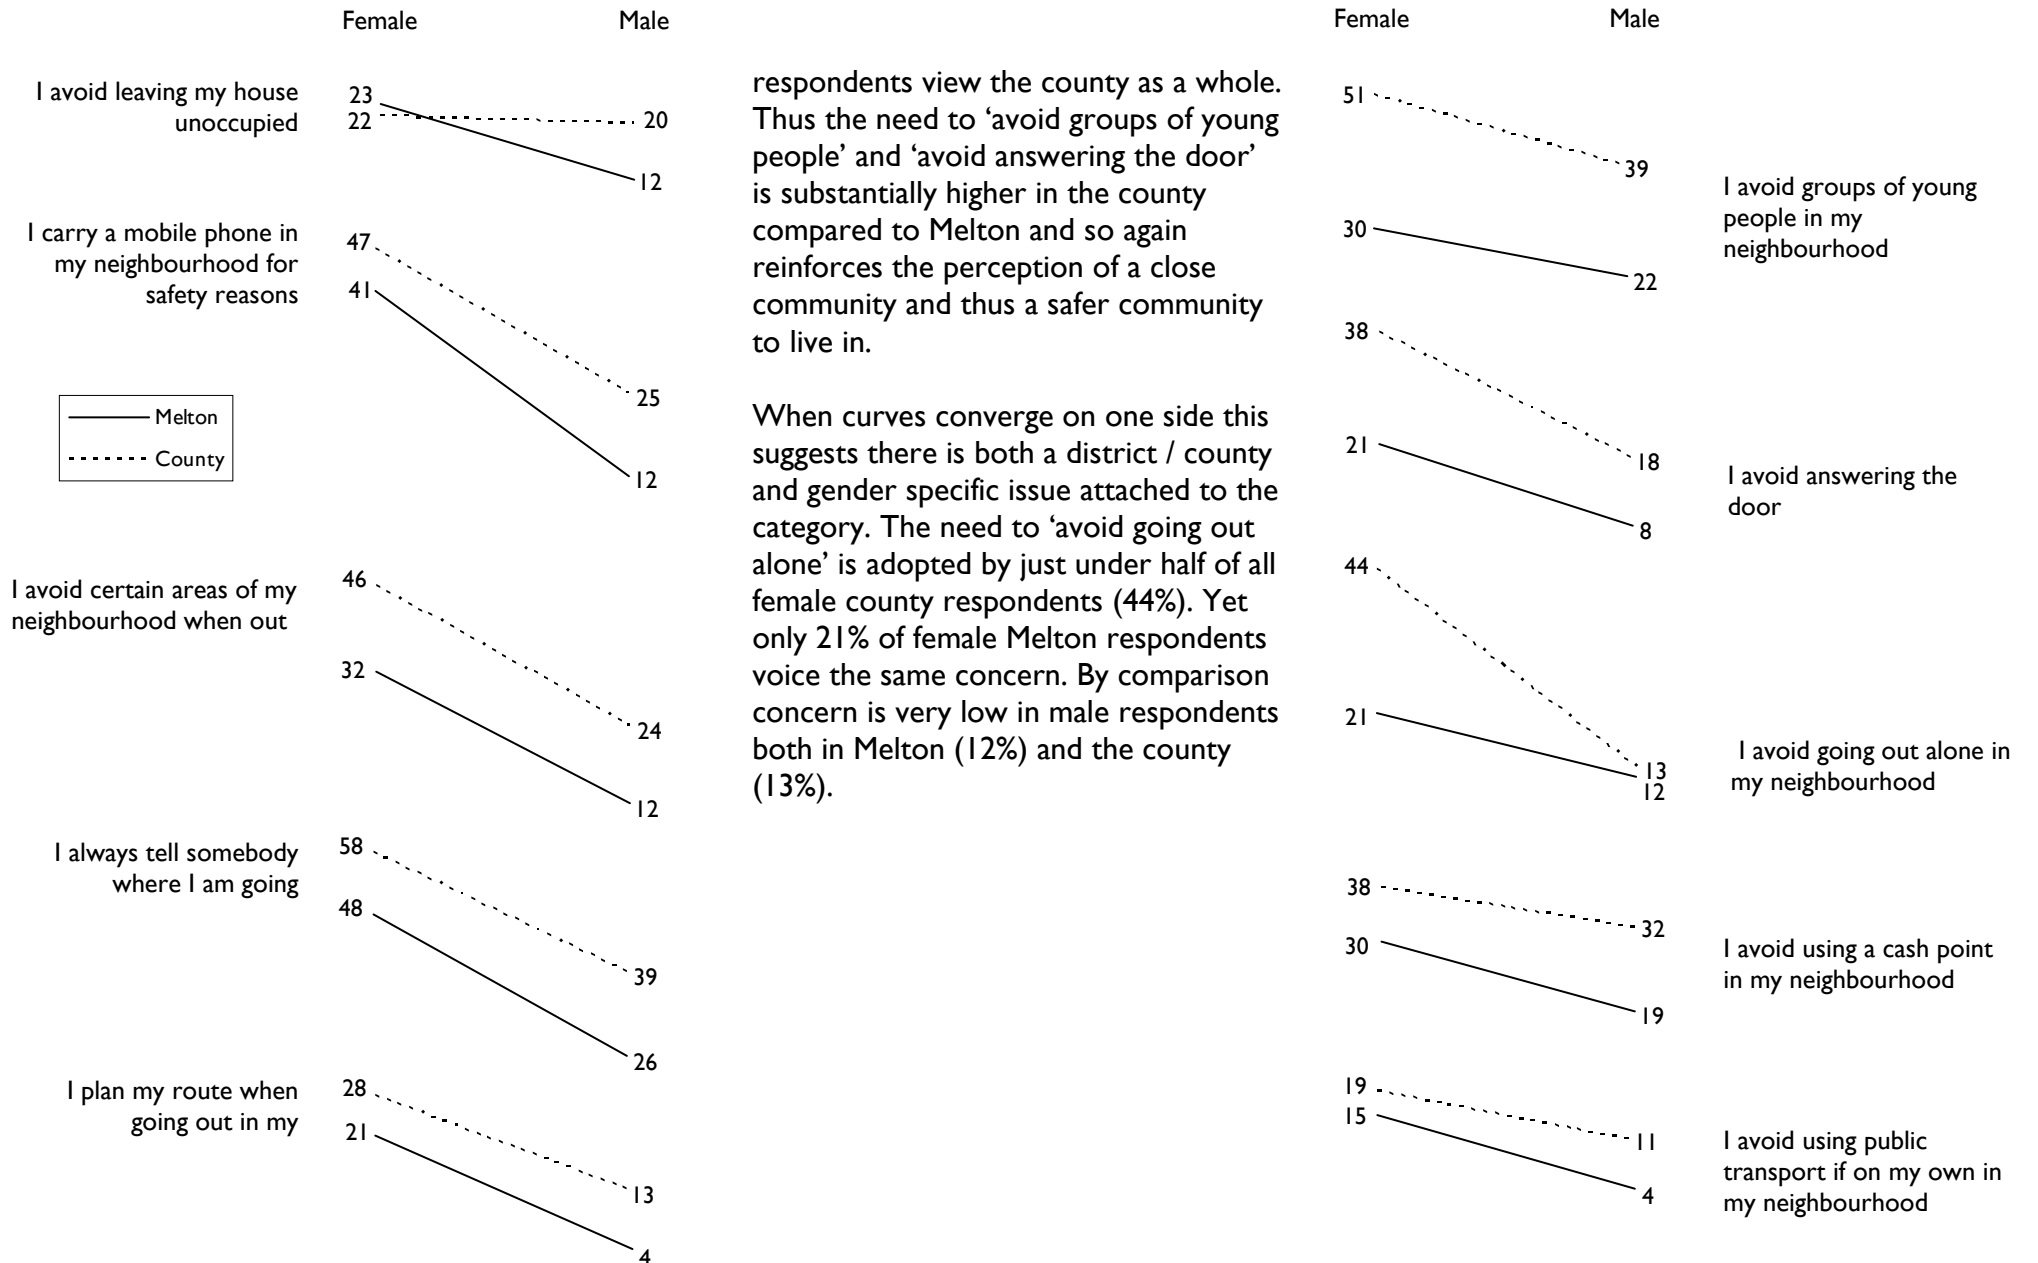 Female Male
I avoid leaving my house
unoccupied
23
22
20
12
I carry a mobile phone in
my neighbourhood for
safety reasons
47
41
25
12
Melton
County
I avoid certain areas of my
neighbourhood when out
46
32
24
12
I always tell somebody
where I am going
58
48
39
26
I plan my route when
going out in my
28
21
13
4
respondents view the county as a whole.
Thus the need to ‘avoid groups of young
people’ and ‘avoid answering the door’
is substantially higher in the county
compared to Melton and so again
reinforces the perception of a close
community and thus a safer community
to live in.
When curves converge on one side this
suggests there is both a district / county
and gender specific issue attached to the
category. The need to ‘avoid going out
alone’ is adopted by just under half of all
female county respondents (44%). Yet
only 21% of female Melton respondents
voice the same concern. By comparison
concern is very low in male respondents
both in Melton (12%) and the county
(13%).
Female Male
51
39
30
22
I avoid groups of young
people in my
neighbourhood
38
18
21
8
I avoid answering the
door
44
21
13
12
I avoid going out alone in
my neighbourhood
38
32
30
19
I avoid using a cash point
in my neighbourhood
19
15
11
4
I avoid using public
transport if on my own in
my neighbourhood